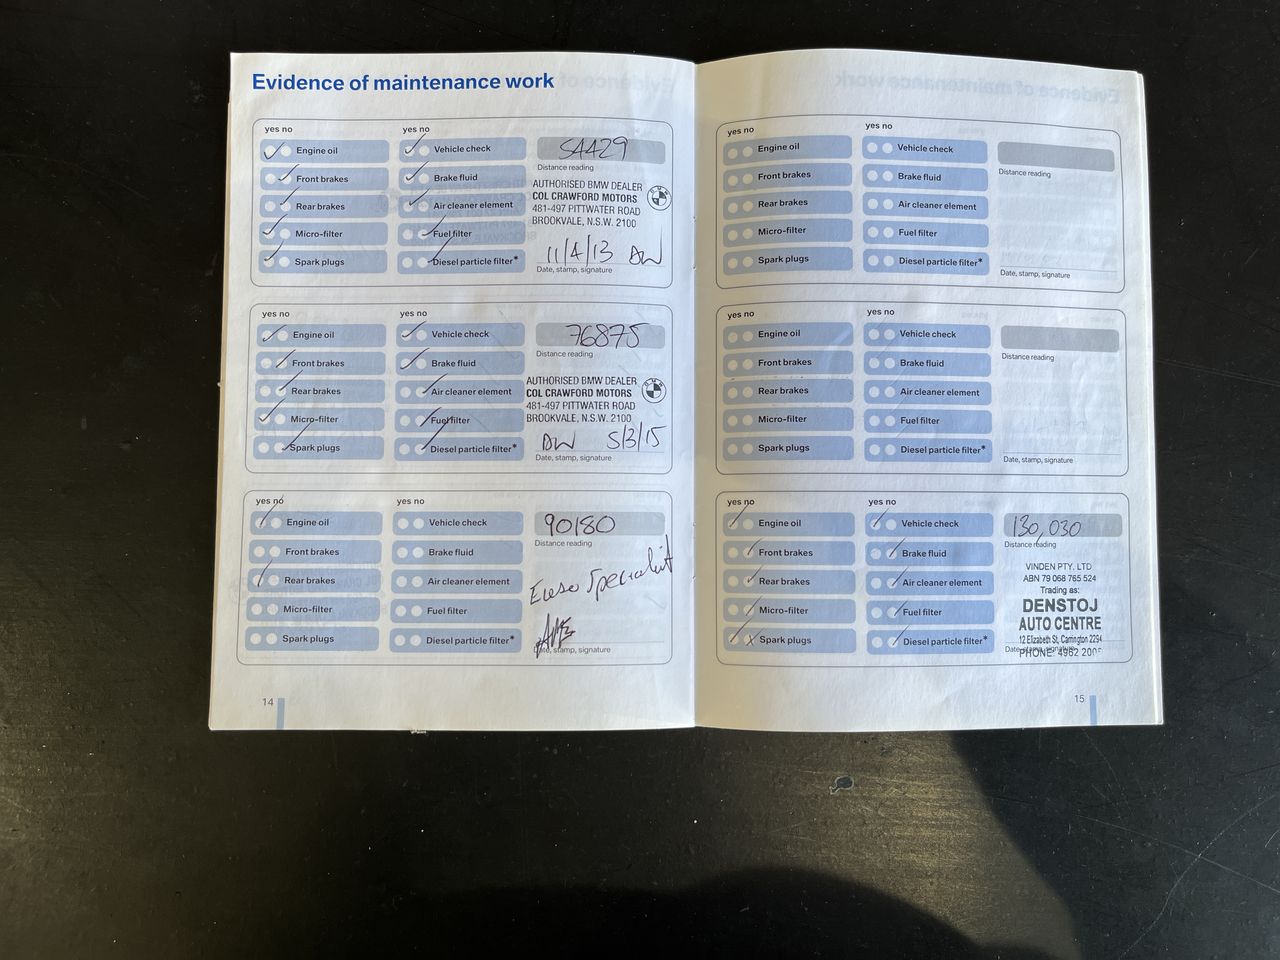 Evidence of maintenance work
yes no
yes no
Engine oil
Vehicle check
54429
Distance reading
Front brakes
Brake fluid
AUTHORISED BMW DEALER
COL CRAWFORD MOTORS
481-497 PITTWATER ROAD
BROOKVALE, N.S.W. 2100
Rear brakes
Air cleaner element
Micro-filter
Fuel filter
Spark plugs
Diesel particle filter*
11/4/13 DW
Date, stamp, signature
yes no
yes no
Engine oil
Vehicle check
76875
Distance reading
Front brakes
Brake fluid
AUTHORISED BMW DEALER
COL CRAWFORD MOTORS
481-497 PITTWATER ROAD
BROOKVALE, N.S.W. 2100
Rear brakes
Air cleaner element
Micro-filter
Fuel filter
Spark plugs
Diesel particle filter*
DW 5/3/15
Date, stamp, signature
yes no
yes no
Engine oil
Vehicle check
90180
Distance reading
Front brakes
Brake fluid
Rear brakes
Air cleaner element
Euro Specialist
Micro-filter
Fuel filter
Spark plugs
Diesel particle filter*
Date, stamp, signature
14
yes no
yes no
Engine oil
Vehicle check
Distance reading
Front brakes
Brake fluid
Rear brakes
Air cleaner element
Micro-filter
Fuel filter
Spark plugs
Diesel particle filter*
Date, stamp, signature
yes no
yes no
Engine oil
Vehicle check
Distance reading
Front brakes
Brake fluid
Rear brakes
Air cleaner element
Micro-filter
Fuel filter
Spark plugs
Diesel particle filter*
Date, stamp, signature
yes no
yes no
Engine oil
Vehicle check
130,030
Distance reading
Front brakes
Brake fluid
Rear brakes
Air cleaner element
Micro-filter
Fuel filter
Spark plugs
Diesel particle filter*
VINDEN PTY. LTD
ABN 79 068 765 524
Trading as:
DENSTOJ
AUTO CENTRE
12 Elizabeth St, Carrington 2294
Date, stamp, signature
PHONE: 4962
15